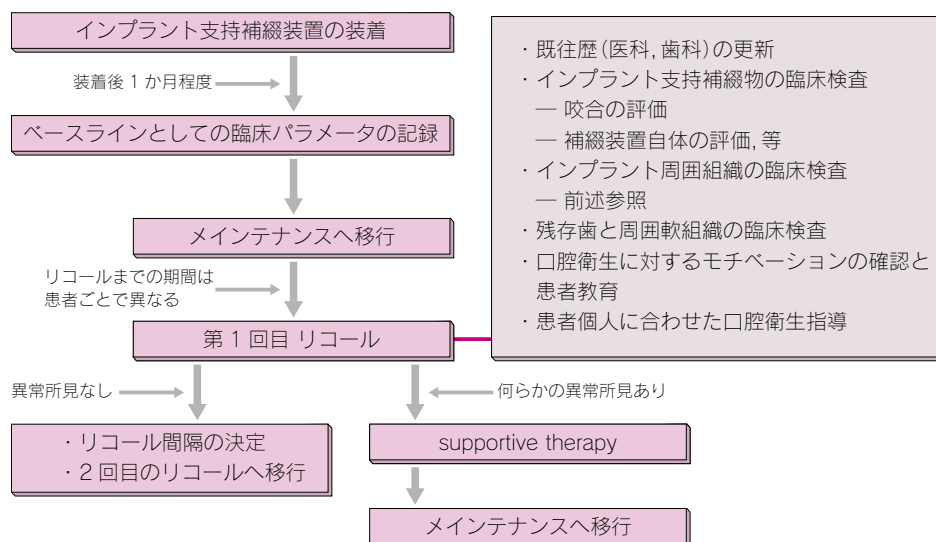 インプラント支持補綴装置の装着
装着後 1 か月程度
ベースラインとしての臨床パラメータの記録
メインテナンスへ移行
リコールまでの期間は
患者ごとで異なる
第 1 回目 リコール
・既往歴(医科,歯科)の更新
・インプラント支持補綴物の臨床検査
― 咬合の評価
― 補綴装置自体の評価,等
・インプラント周囲組織の臨床検査
― 前述参照
・残存歯と周囲軟組織の臨床検査
・口腔衛生に対するモチベーションの確認と
患者教育
・患者個人に合わせた口腔衛生指導
異常所見なし
何らかの異常所見あり
・リコール間隔の決定
・2 回目のリコールへ移行
supportive therapy
メインテナンスへ移行